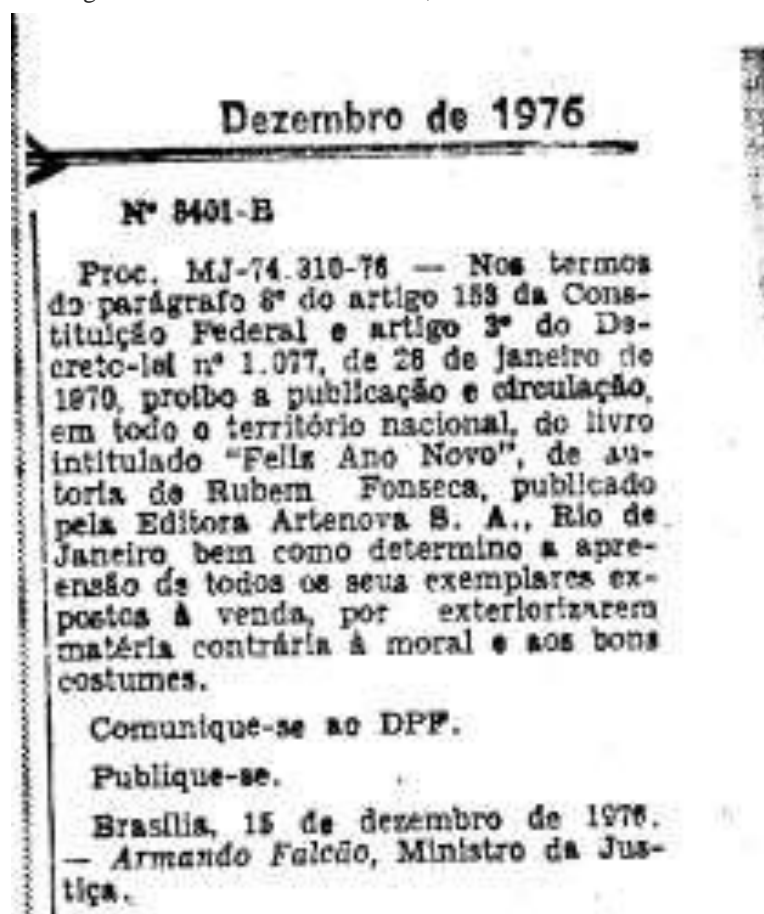 Dezembro de 1976
Nº 8401-B
Proc. MJ-74.310-76 — Nos termos
do parágrafo 8º do artigo 153 da Cons-
tituição Federal e artigo 3º do De-
creto-lei nº 1.077, de 26 de janeiro de
1970, proíbo a publicação e circulação,
em todo o território nacional, do livro
intitulado "Feliz Ano Novo", de au-
toria de Rubem Fonseca, publicado
pela Editora Artenova S. A., Rio de
Janeiro bem como determino a apre-
ensão de todos os seus exemplares ex-
postos à venda, por exteriorizarem
matéria contrária à moral e aos bons
costumes.
Comunique-se ao DPF.
Publique-se.
Brasília, 15 de dezembro de 1976.
— Armando Falcão, Ministro da Jus-
tiça.